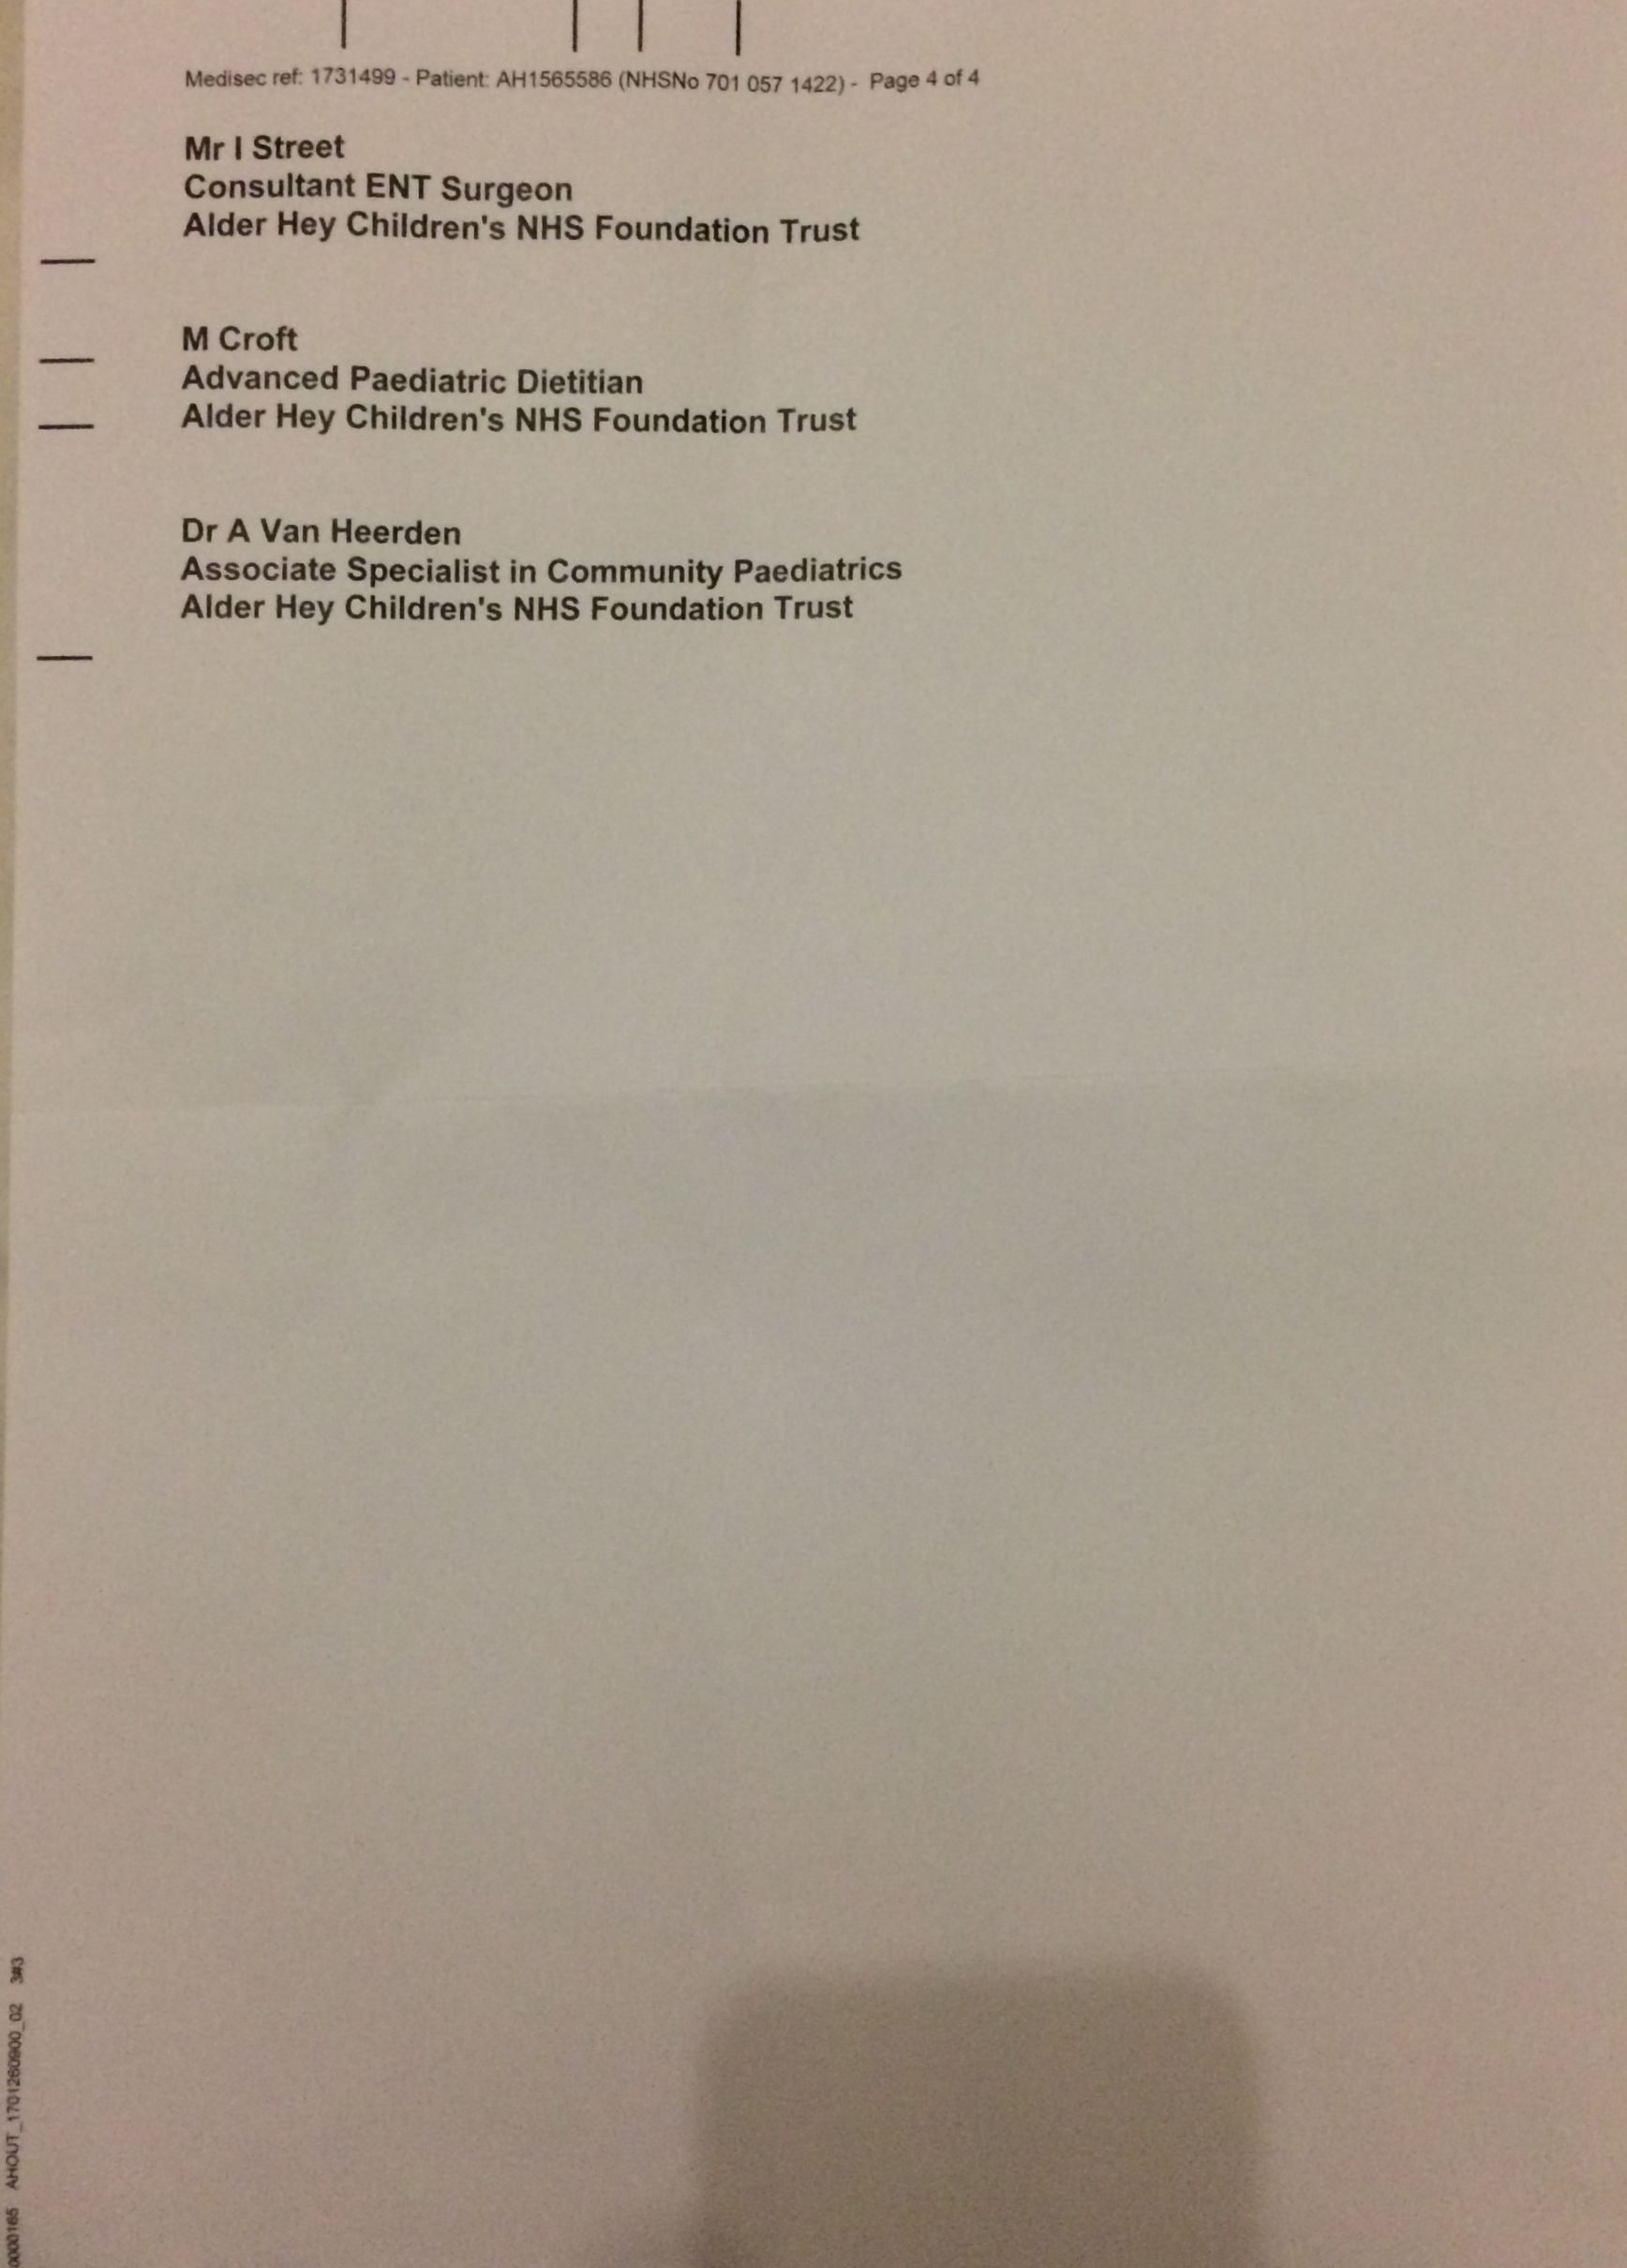 Medisec ref: 1731499 - Patient: AH1565586 (NHSNo 701 057 1422) - Page 4 of 4
Mr I Street
Consultant ENT Surgeon
Alder Hey Children's NHS Foundation Trust
M Croft
Advanced Paediatric Dietitian
Alder Hey Children's NHS Foundation Trust
Dr A Van Heerden
Associate Specialist in Community Paediatrics
Alder Hey Children's NHS Foundation Trust
0000165 AHOUT_1701260900_02 3#3